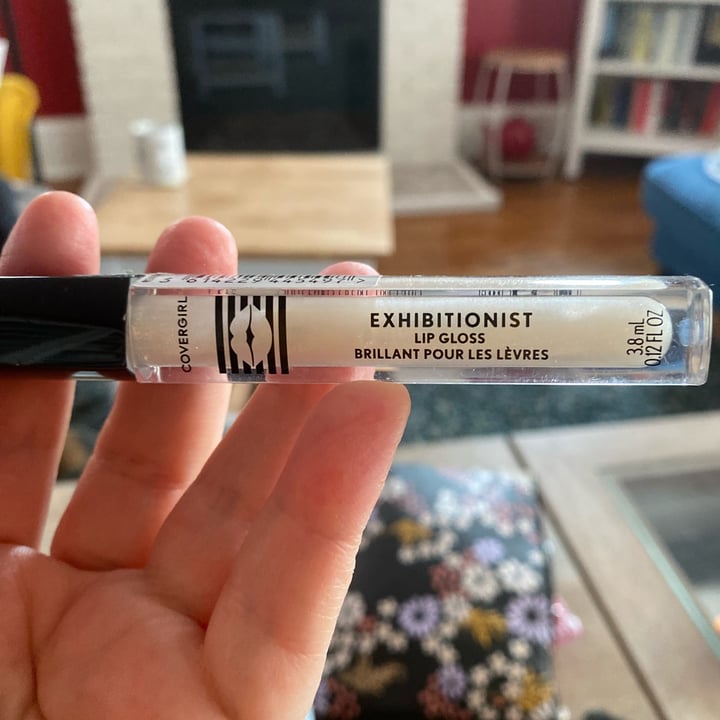 COVERGIRL
EXHIBITIONIST
LIP GLOSS
BRILLANT POUR LES LÈVRES
3.8 mL
0.12 FL OZ